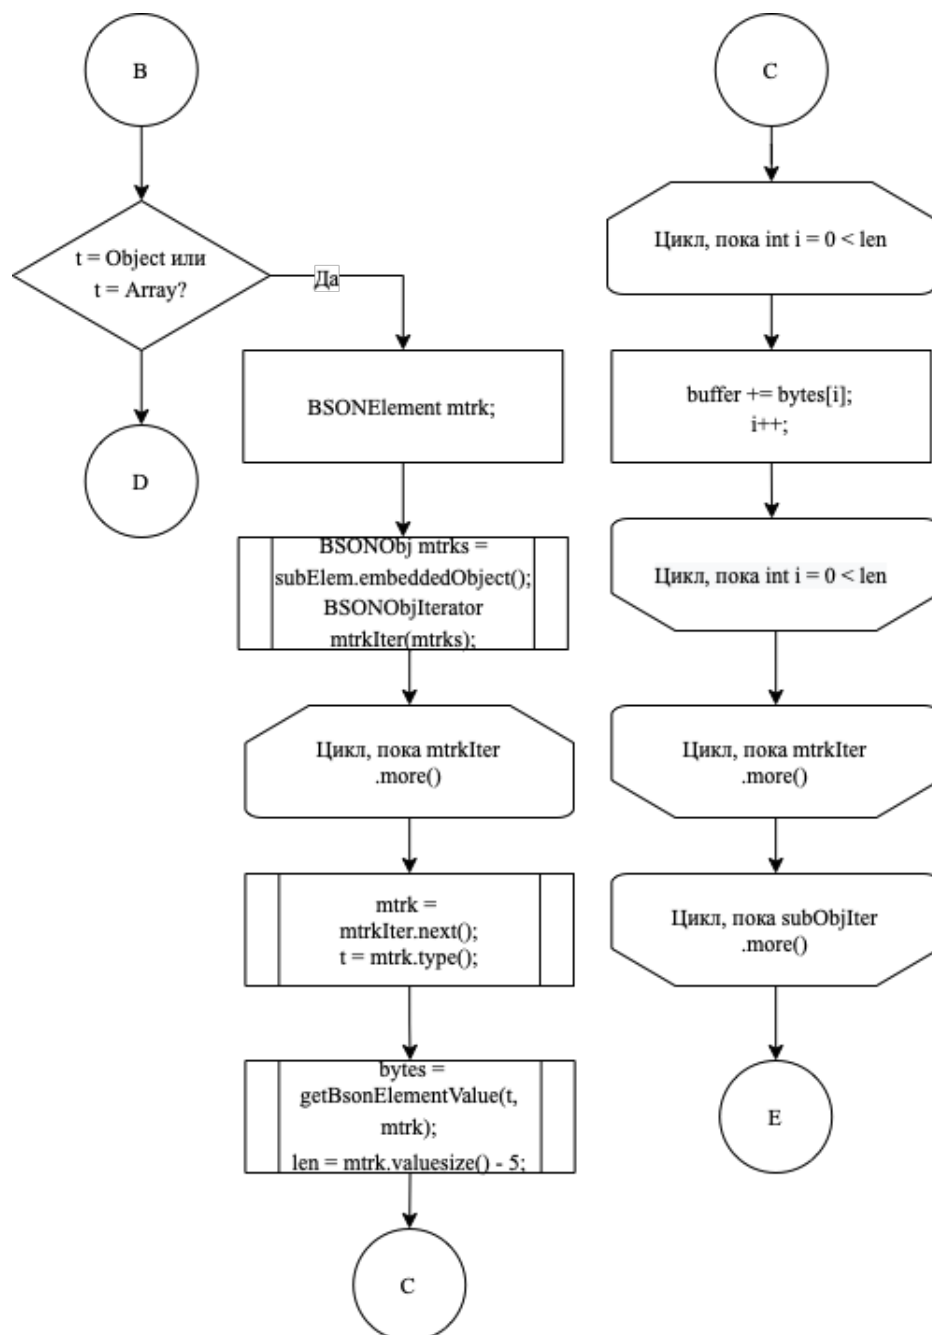 B
t = Object или
t = Array?
Да
D
BSONElement mtrk;
BSONObj mtrks =
subElem.embeddedObject();
BSONObjIterator
mtrkIter(mtrks);
Цикл, пока mtrkIter
.more()
mtrk =
mtrkIter.next();
t = mtrk.type();
bytes =
getBsonElementValue(t,
mtrk);
len = mtrk.valuesize() - 5;
C
C
Цикл, пока int i = 0 < len
buffer += bytes[i];
i++;
Цикл, пока int i = 0 < len
Цикл, пока mtrkIter
.more()
Цикл, пока subObjIter
.more()
E